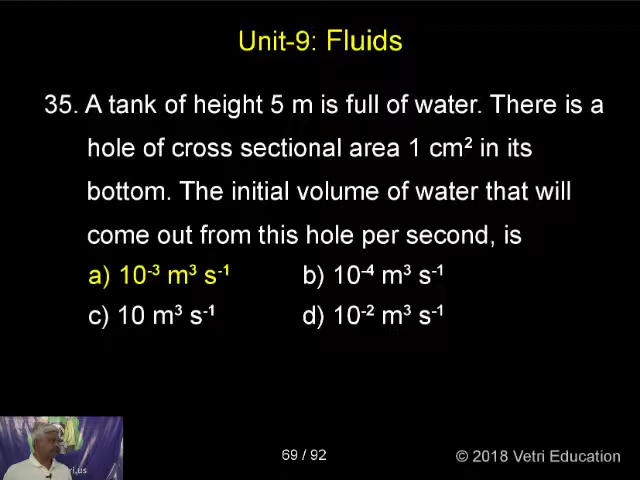 Unit-9: Fluids
35. A tank of height 5 m is full of water. There is a
hole of cross sectional area 1 cm² in its
bottom. The initial volume of water that will
come out from this hole per second, is
a) 10⁻³ m³ s⁻¹ b) 10⁻⁴ m³ s⁻¹
c) 10 m³ s⁻¹ d) 10⁻² m³ s⁻¹
69 / 92
© 2018 Vetri Education